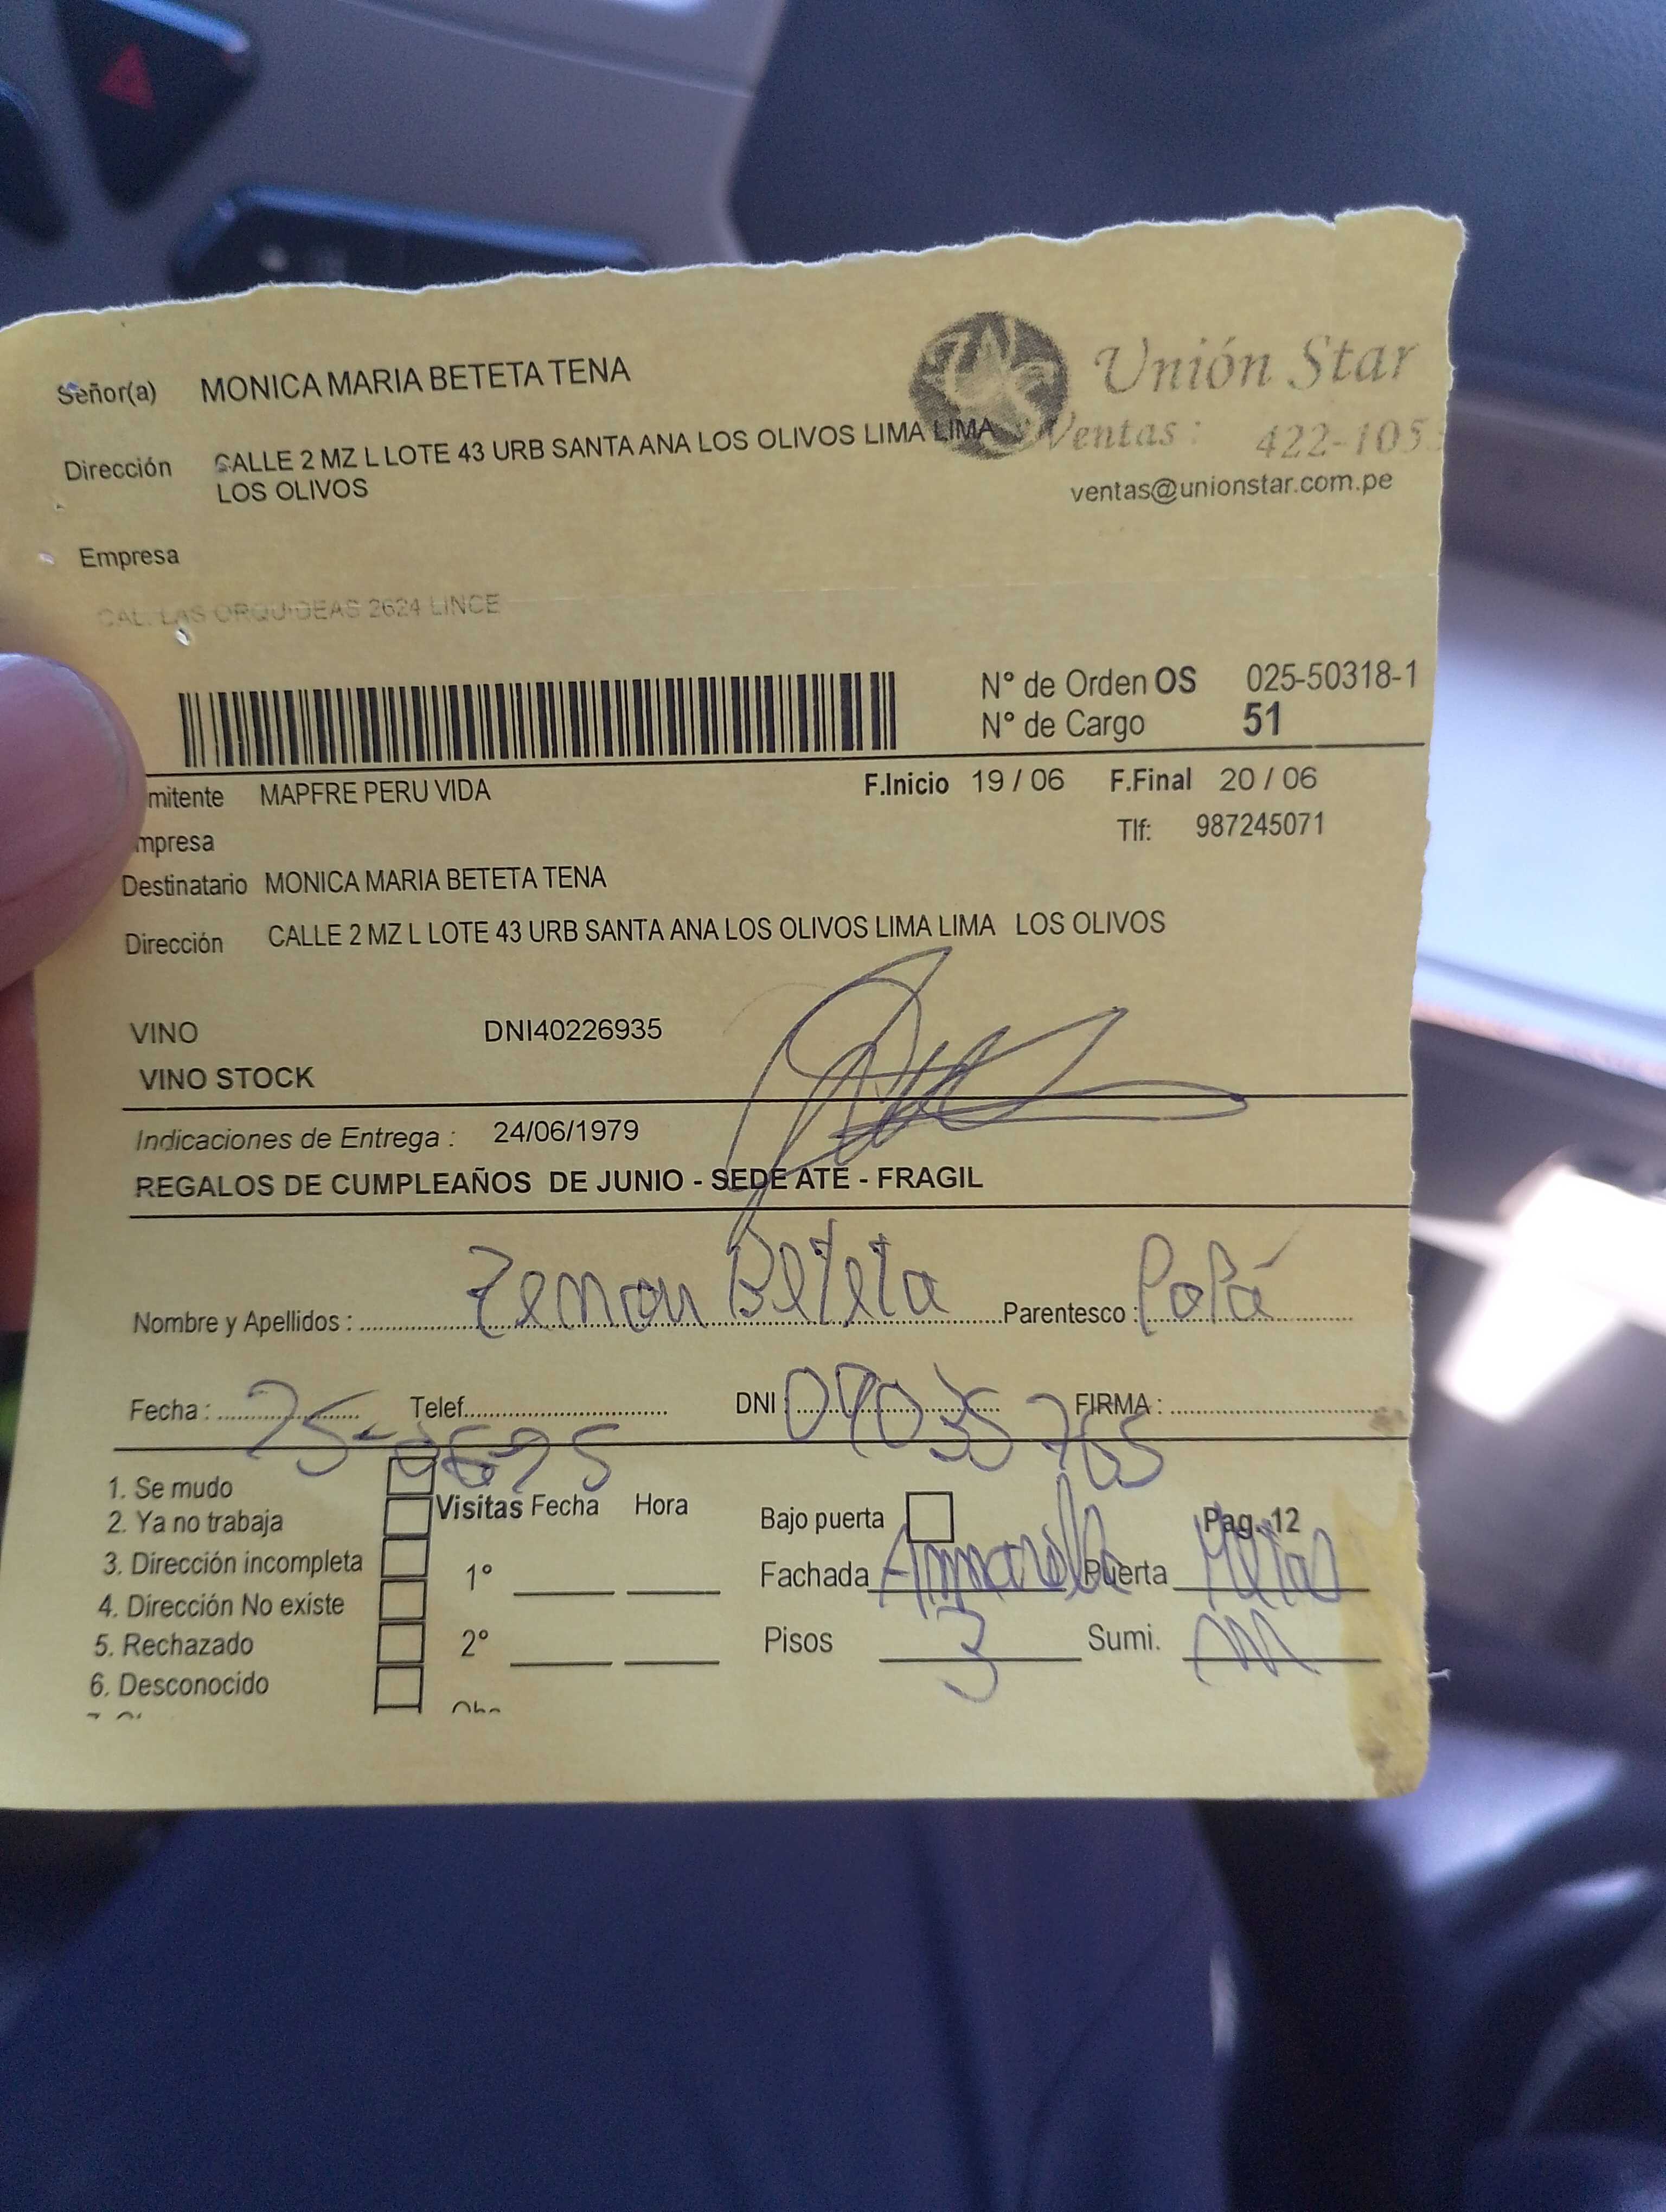 Señor(a) MONICA MARIA BETETA TENA
Unión Star
Dirección CALLE 2 MZ L LOTE 43 URB SANTA ANA LOS OLIVOS LIMA LIMA
LOS OLIVOS
Ventas : 422-105
ventas@unionstar.com.pe
Empresa
CAL. LAS ORQUIDEAS 2624 LINCE
N° de Orden OS 025-50318-1
N° de Cargo 51
mitente MAPFRE PERU VIDA F.Inicio 19 / 06 F.Final 20 / 06
mpresa Tlf: 987245071
Destinatario MONICA MARIA BETETA TENA
Dirección CALLE 2 MZ L LOTE 43 URB SANTA ANA LOS OLIVOS LIMA LIMA LOS OLIVOS
VINO DNI40226935
VINO STOCK
Indicaciones de Entrega : 24/06/1979
REGALOS DE CUMPLEAÑOS DE JUNIO - SEDE ATE - FRAGIL
Nombre y Apellidos : Zenon Beteta Parentesco : Papá
Fecha : Telef. DNI : FIRMA :
1. Se mudo
2. Ya no trabaja
3. Dirección incompleta
4. Dirección No existe
5. Rechazado
6. Desconocido
Visitas Fecha Hora
1°
2°
Bajo puerta Pag. 12
Fachada Puerta Metal
Pisos 3 Sumi.